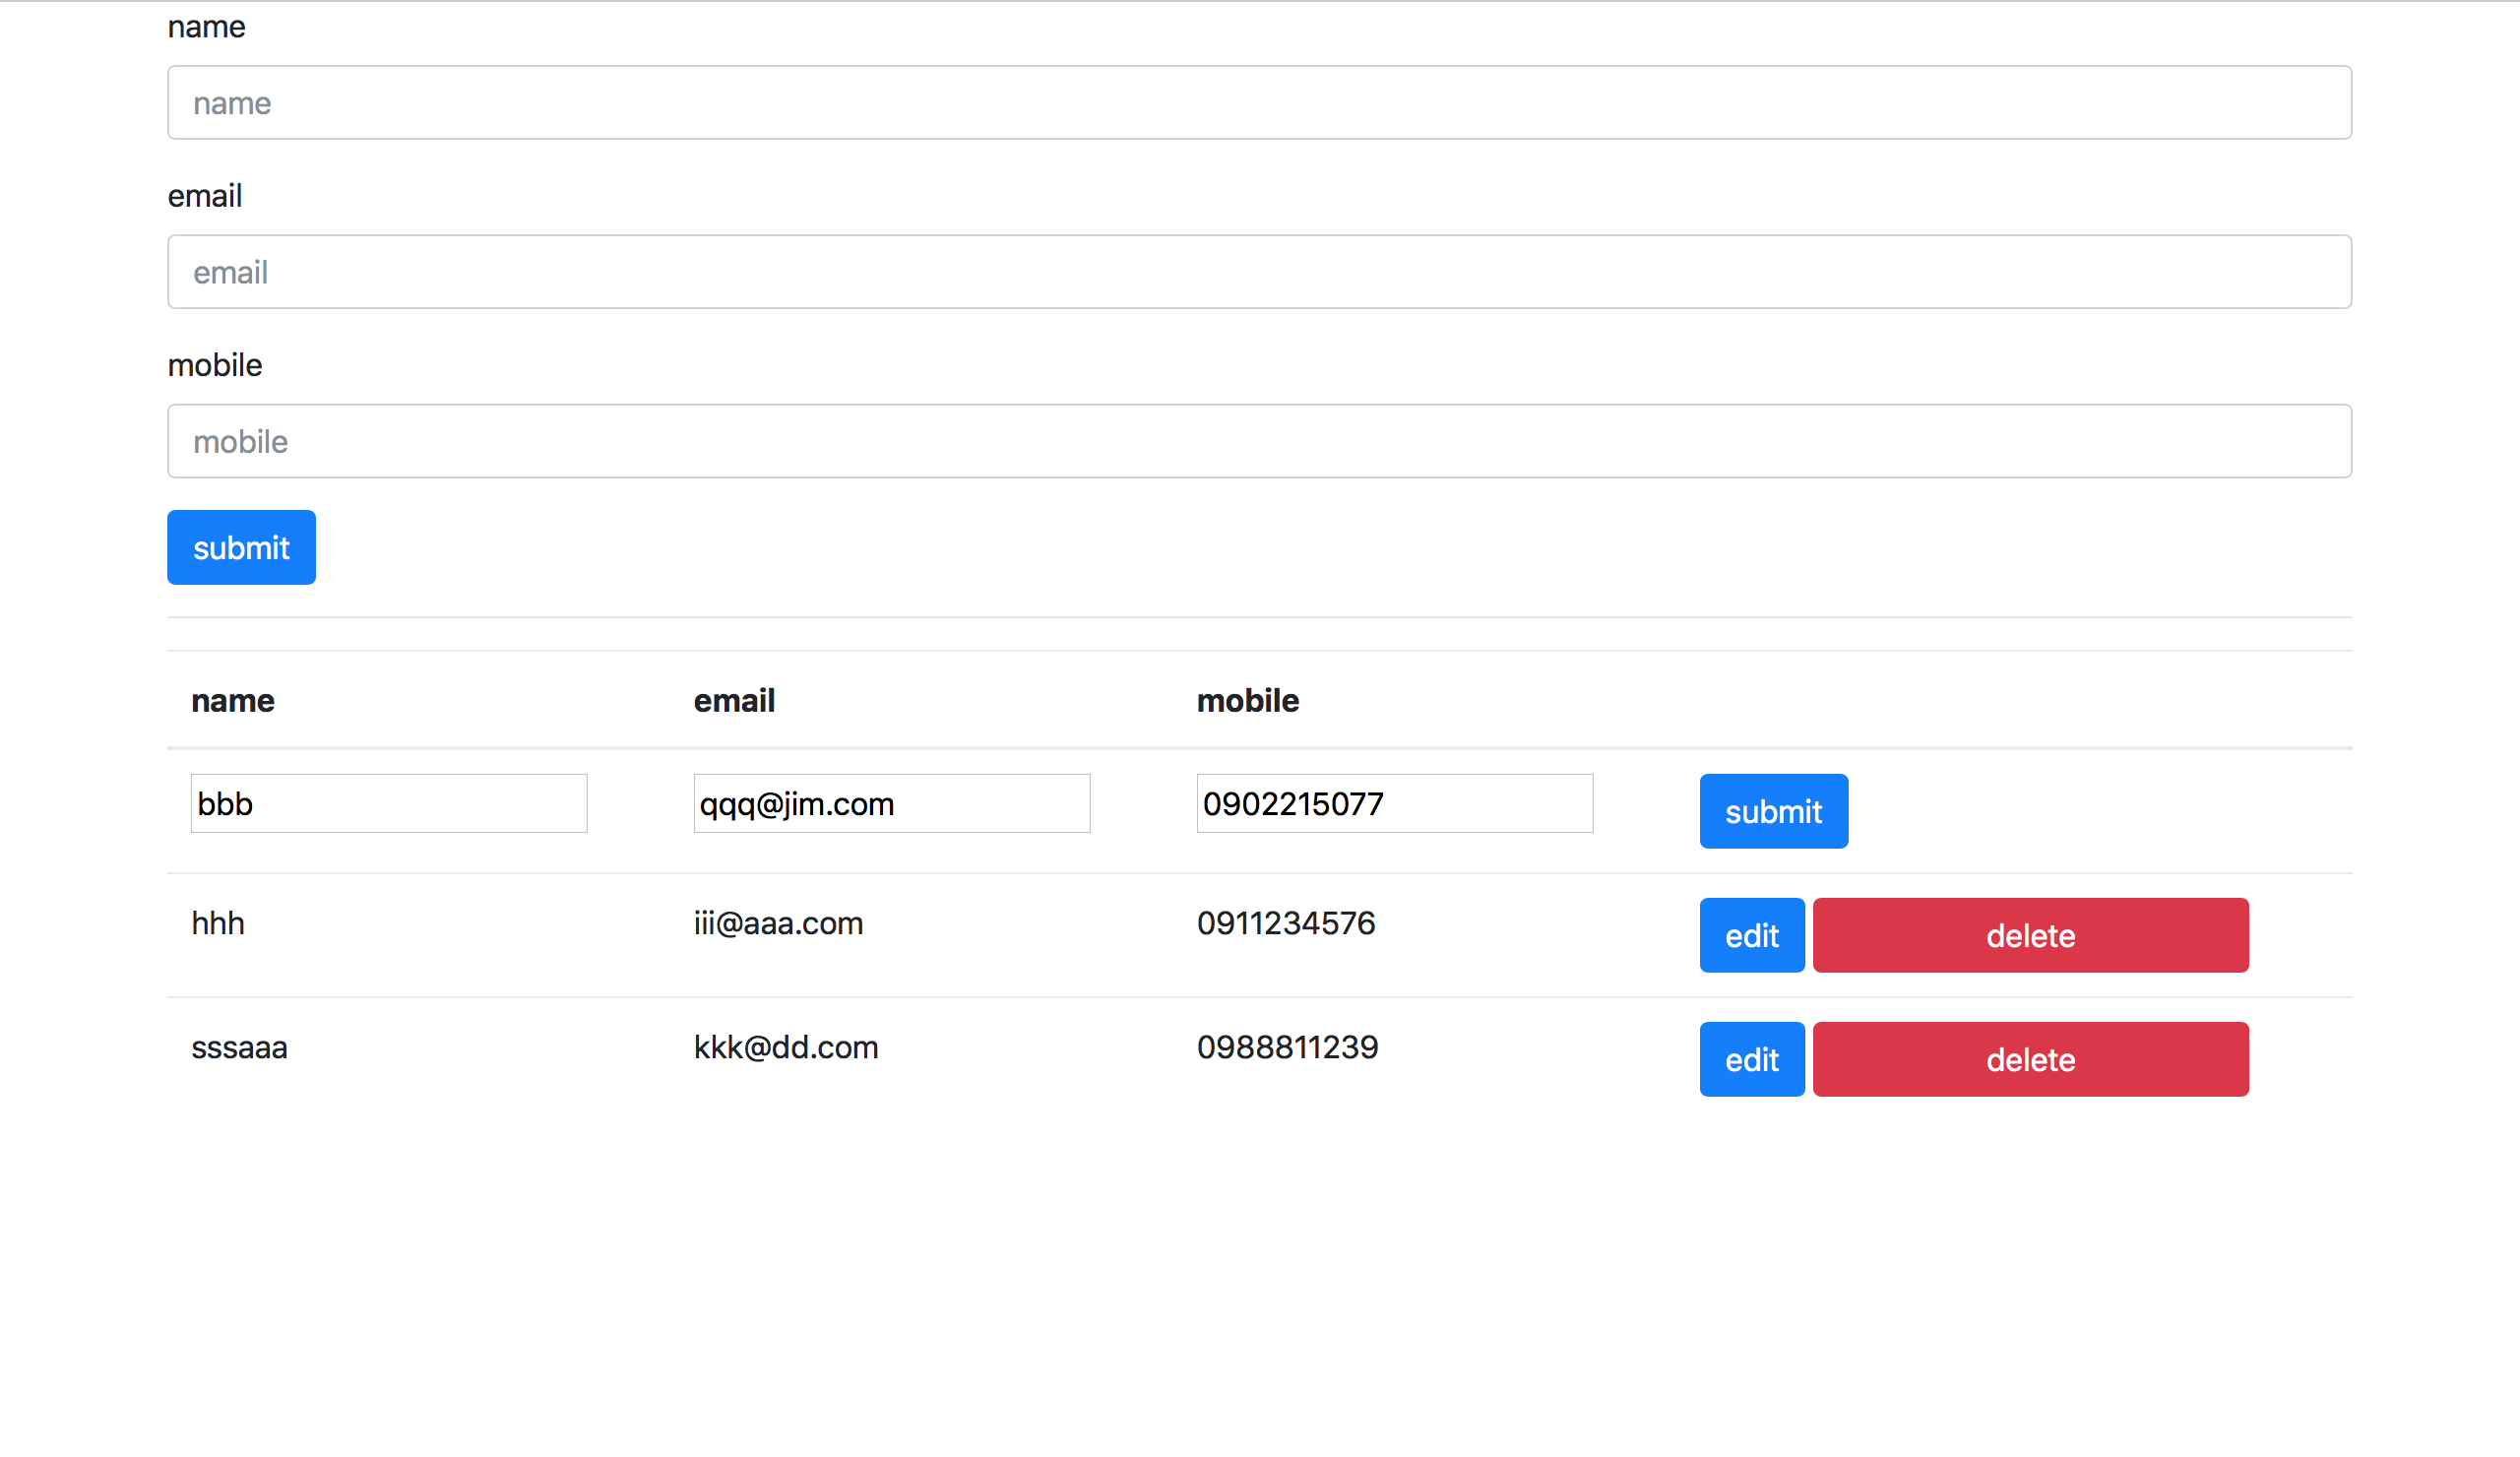 name
name
email
email
mobile
mobile
submit
name email mobile
bbb qqq@jim.com 0902215077 submit
hhh iii@aaa.com 0911234576 edit delete
sssaaa kkk@dd.com 0988811239 edit delete